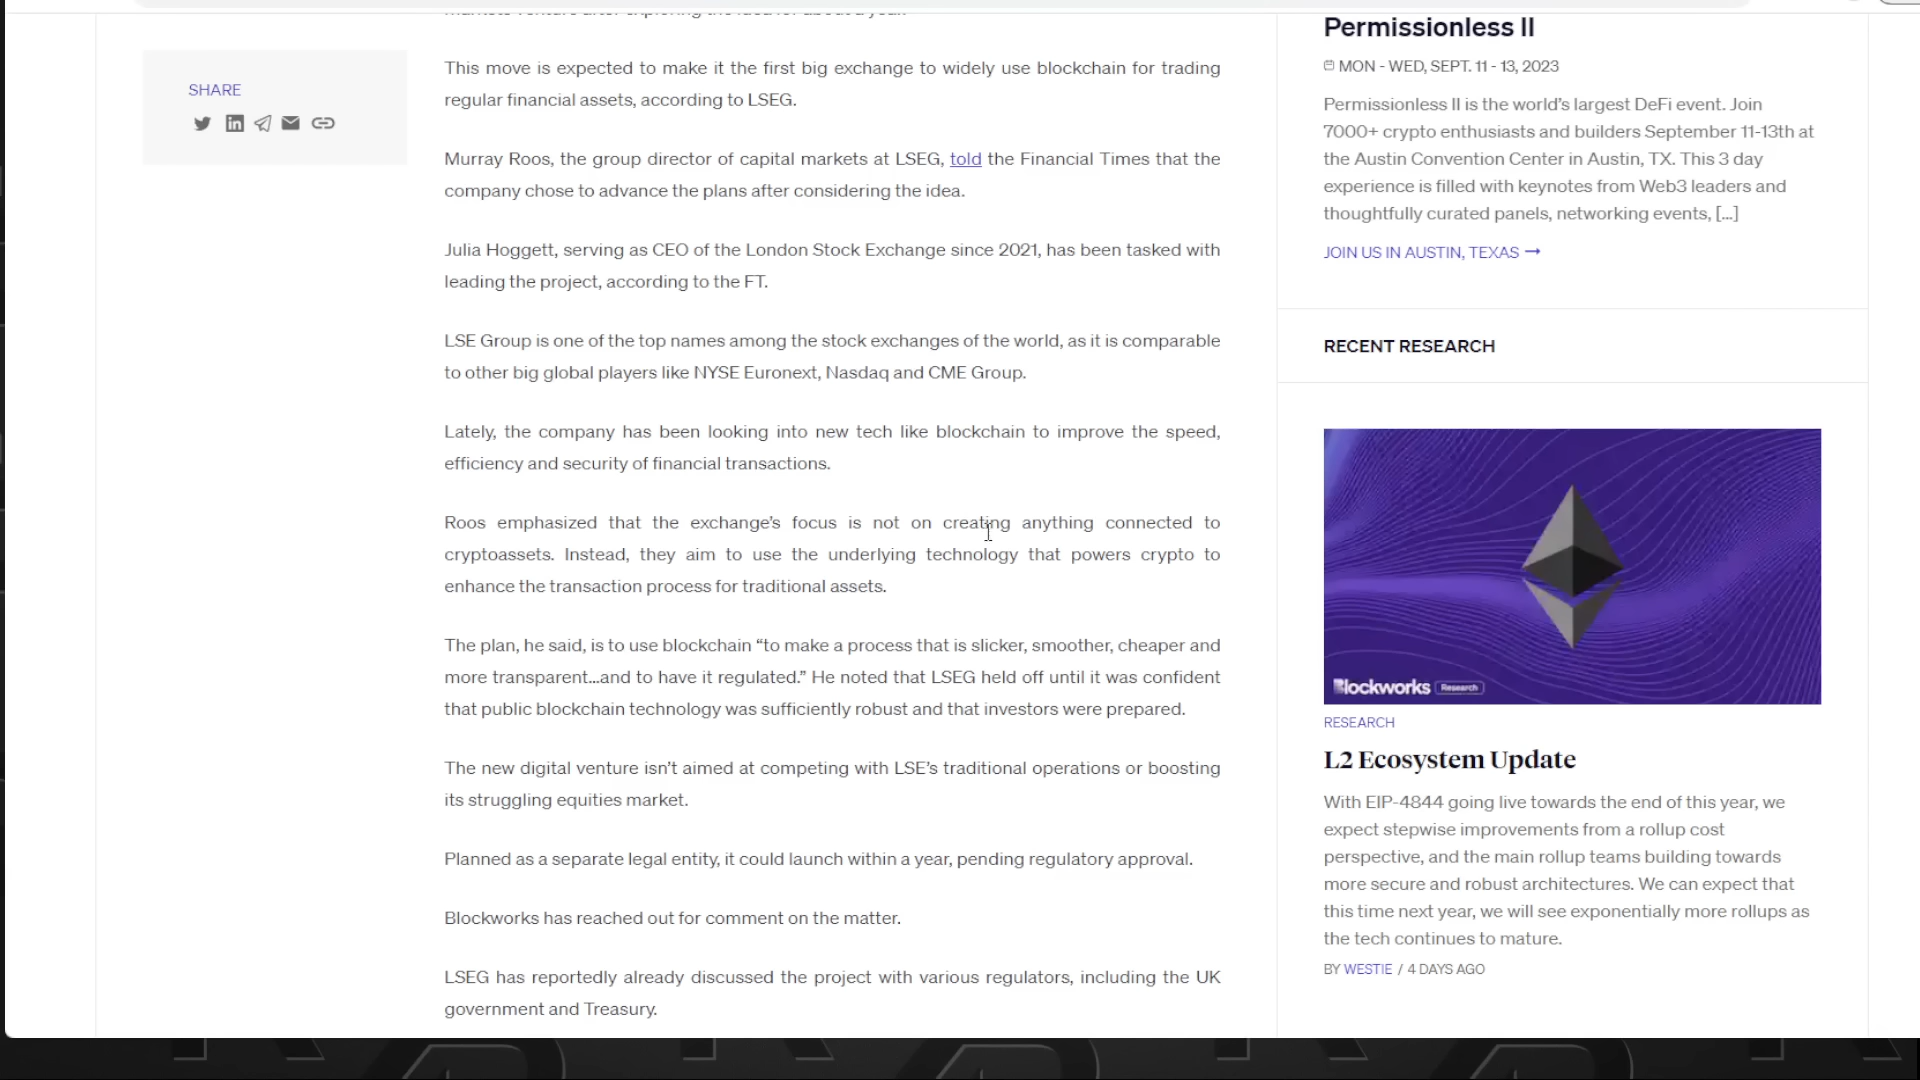 SHARE
This move is expected to make it the first big exchange to widely use blockchain for trading
regular financial assets, according to LSEG.
Murray Roos, the group director of capital markets at LSEG, told the Financial Times that the
company chose to advance the plans after considering the idea.
Julia Hoggett, serving as CEO of the London Stock Exchange since 2021, has been tasked with
leading the project, according to the FT.
LSE Group is one of the top names among the stock exchanges of the world, as it is comparable
to other big global players like NYSE Euronext, Nasdaq and CME Group.
Lately, the company has been looking into new tech like blockchain to improve the speed,
efficiency and security of financial transactions.
Roos emphasized that the exchange’s focus is not on creating anything connected to
cryptoassets. Instead, they aim to use the underlying technology that powers crypto to
enhance the transaction process for traditional assets.
The plan, he said, is to use blockchain “to make a process that is slicker, smoother, cheaper and
more transparent…and to have it regulated.” He noted that LSEG held off until it was confident
that public blockchain technology was sufficiently robust and that investors were prepared.
The new digital venture isn’t aimed at competing with LSE’s traditional operations or boosting
its struggling equities market.
Planned as a separate legal entity, it could launch within a year, pending regulatory approval.
Blockworks has reached out for comment on the matter.
LSEG has reportedly already discussed the project with various regulators, including the UK
government and Treasury.
Permissionless II
MON - WED, SEPT. 11 - 13, 2023
Permissionless II is the world’s largest DeFi event. Join
7000+ crypto enthusiasts and builders September 11-13th at
the Austin Convention Center in Austin, TX. This 3 day
experience is filled with keynotes from Web3 leaders and
thoughtfully curated panels, networking events, […]
JOIN US IN AUSTIN, TEXAS →
RECENT RESEARCH
Blockworks Research
RESEARCH
L2 Ecosystem Update
With EIP-4844 going live towards the end of this year, we
expect stepwise improvements from a rollup cost
perspective, and the main rollup teams building towards
more secure and robust architectures. We can expect that
this time next year, we will see exponentially more rollups as
the tech continues to mature.
BY WESTIE / 4 DAYS AGO